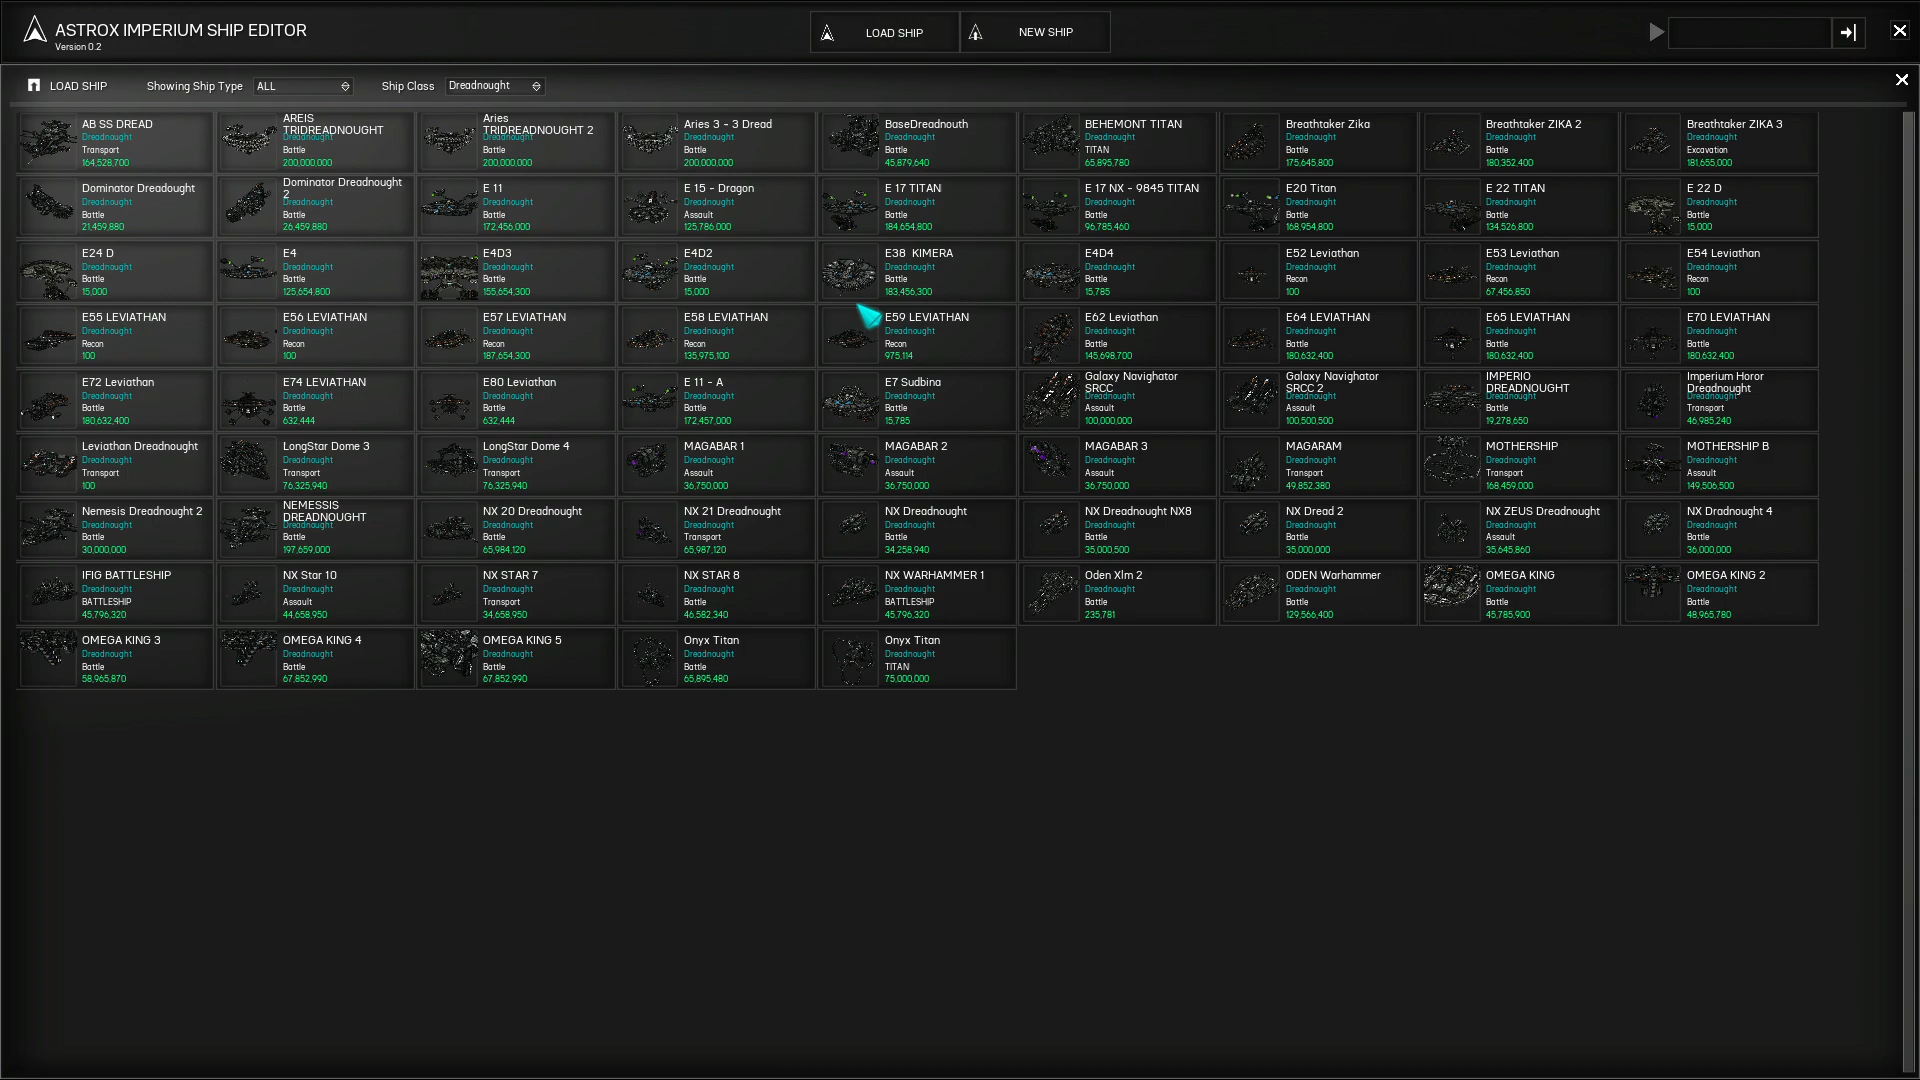 ASTROX IMPERIUM SHIP EDITOR
Version 0.2
LOAD SHIP
NEW SHIP
LOAD SHIP
Showing Ship Type
ALL
Ship Class
Dreadnought
AB SS DREAD
Dreadnought
Transport
164,528,700
AREIS
TRIDREADNOUGHT
Dreadnought
Battle
200,000,000
Aries
TRIDREADNOUGHT 2
Dreadnought
Battle
200,000,000
Aries 3 - 3 Dread
Dreadnought
Battle
200,000,000
BaseDreadnouth
Dreadnought
Battle
45,879,640
BEHEMONT TITAN
Dreadnought
TITAN
65,895,780
Breathtaker Zika
Dreadnought
Battle
175,645,800
Breathtaker ZIKA 2
Dreadnought
Battle
180,352,400
Breathtaker ZIKA 3
Dreadnought
Excavation
181,655,000
Dominator Dreadought
Dreadnought
Battle
21,459,880
Dominator Dreadnought
2
Dreadnought
Battle
26,459,880
E 11
Dreadnought
Battle
172,456,000
E 15 - Dragon
Dreadnought
Assault
125,786,000
E 17 TITAN
Dreadnought
Battle
184,654,800
E 17 NX - 9845 TITAN
Dreadnought
Battle
96,785,460
E20 Titan
Dreadnought
Battle
168,954,800
E 22 TITAN
Dreadnought
Battle
134,526,800
E 22 D
Dreadnought
Battle
15,000
E24 D
Dreadnought
Battle
15,000
E4
Dreadnought
Battle
125,654,800
E4D3
Dreadnought
Battle
155,654,300
E4D2
Dreadnought
Battle
15,000
E38 KIMERA
Dreadnought
Battle
183,456,300
E4D4
Dreadnought
Battle
15,785
E52 Leviathan
Dreadnought
Recon
100
E53 Leviathan
Dreadnought
Recon
67,456,850
E54 Leviathan
Dreadnought
Recon
100
E55 LEVIATHAN
Dreadnought
Recon
100
E56 LEVIATHAN
Dreadnought
Recon
100
E57 LEVIATHAN
Dreadnought
Recon
187,654,300
E58 LEVIATHAN
Dreadnought
Recon
135,975,100
E59 LEVIATHAN
Dreadnought
Recon
975,114
E62 Leviathan
Dreadnought
Battle
145,698,700
E64 LEVIATHAN
Dreadnought
Battle
180,632,400
E65 LEVIATHAN
Dreadnought
Battle
180,632,400
E70 LEVIATHAN
Dreadnought
Battle
180,632,400
E72 Leviathan
Dreadnought
Battle
180,632,400
E74 LEVIATHAN
Dreadnought
Battle
632,444
E80 Leviathan
Dreadnought
Battle
632,444
E 11 - A
Dreadnought
Battle
172,457,000
E7 Sudbina
Dreadnought
Battle
15,785
Galaxy Navighator
SRCC
Dreadnought
Assault
100,000,000
Galaxy Navighator
SRCC 2
Dreadnought
Assault
100,500,500
IMPERIO
DREADNOUGHT
Dreadnought
Battle
19,278,650
Imperium Horor
Dreadnought
Dreadnought
Transport
46,985,240
Leviathan Dreadnought
Dreadnought
Transport
100
LongStar Dome 3
Dreadnought
Transport
76,325,940
LongStar Dome 4
Dreadnought
Transport
76,325,940
MAGABAR 1
Dreadnought
Assault
36,750,000
MAGABAR 2
Dreadnought
Assault
36,750,000
MAGABAR 3
Dreadnought
Assault
36,750,000
MAGARAM
Dreadnought
Transport
49,852,380
MOTHERSHIP
Dreadnought
Transport
168,459,000
MOTHERSHIP B
Dreadnought
Assault
149,506,500
Nemesis Dreadnought 2
Dreadnought
Battle
30,000,000
NEMESSIS
DREADNOUGHT
Dreadnought
Battle
197,659,000
NX 20 Dreadnought
Dreadnought
Battle
65,984,120
NX 21 Dreadnought
Dreadnought
Transport
65,987,120
NX Dreadnought
Dreadnought
Battle
34,258,940
NX Dreadnought NX8
Dreadnought
Battle
35,000,500
NX Dread 2
Dreadnought
Battle
35,000,000
NX ZEUS Dreadnought
Dreadnought
Assault
35,645,860
NX Dradnought 4
Dreadnought
Battle
36,000,000
IFIG BATTLESHIP
Dreadnought
BATTLESHIP
45,796,320
NX Star 10
Dreadnought
Assault
44,658,950
NX STAR 7
Dreadnought
Transport
34,658,950
NX STAR 8
Dreadnought
Battle
46,582,340
NX WARHAMMER 1
Dreadnought
BATTLESHIP
45,796,320
Oden Xlm 2
Dreadnought
Battle
235,781
ODEN Warhammer
Dreadnought
Battle
129,566,400
OMEGA KING
Dreadnought
Battle
45,785,900
OMEGA KING 2
Dreadnought
Battle
48,965,780
OMEGA KING 3
Dreadnought
Battle
58,965,870
OMEGA KING 4
Dreadnought
Battle
67,852,990
OMEGA KING 5
Dreadnought
Battle
67,852,990
Onyx Titan
Dreadnought
Battle
65,895,480
Onyx Titan
Dreadnought
TITAN
75,000,000